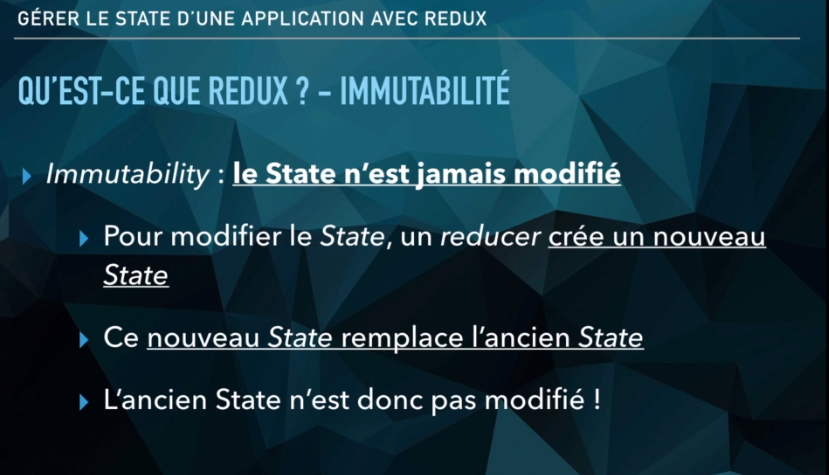 GÉRER LE STATE D'UNE APPLICATION AVEC REDUX
QU'EST-CE QUE REDUX ? - IMMUTABILITÉ
Immutability : le State n'est jamais modifié
Pour modifier le State, un reducer crée un nouveau
State
Ce nouveau State remplace l'ancien State
L'ancien State n'est donc pas modifié !